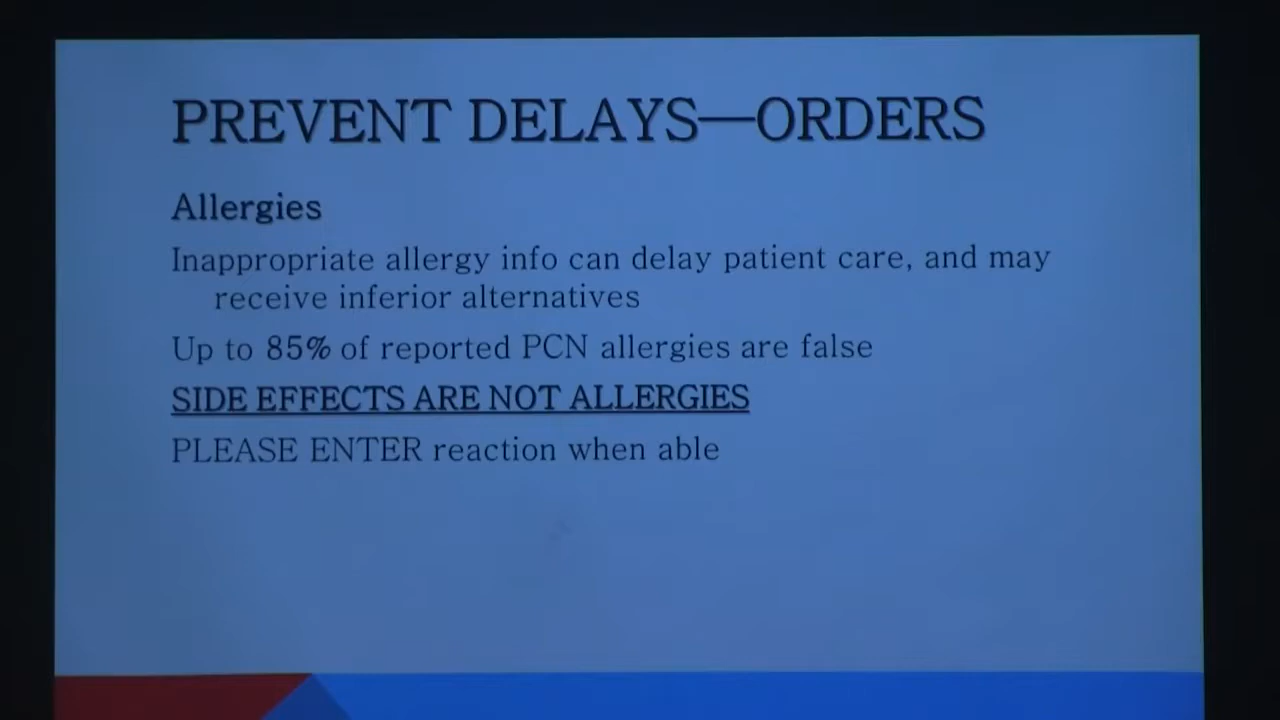 PREVENT DELAYS—ORDERS
Allergies
Inappropriate allergy info can delay patient care, and may
receive inferior alternatives
Up to 85% of reported PCN allergies are false
SIDE EFFECTS ARE NOT ALLERGIES
PLEASE ENTER reaction when able